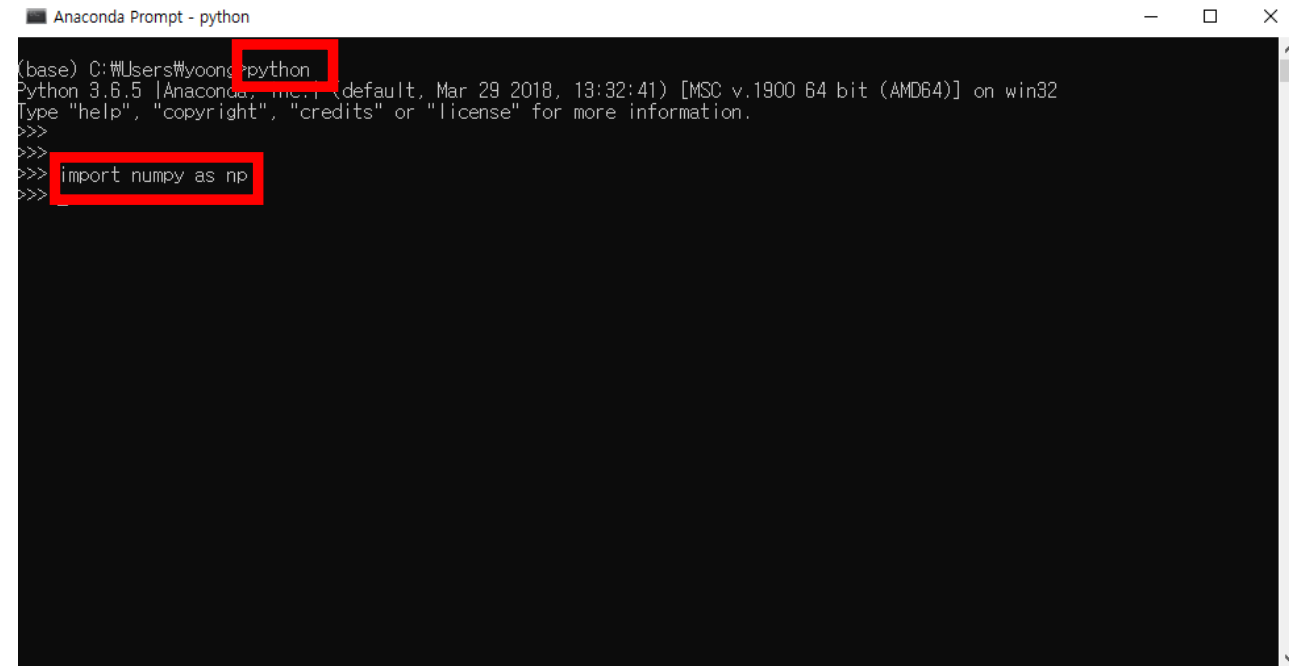 Anaconda Prompt - python
(base) C:₩Users₩yoong>python
Python 3.6.5 |Anaconda, Inc.| (default, Mar 29 2018, 13:32:41) [MSC v.1900 64 bit (AMD64)] on win32
Type "help", "copyright", "credits" or "license" for more information.
>>>
>>>
>>> import numpy as np
>>> _